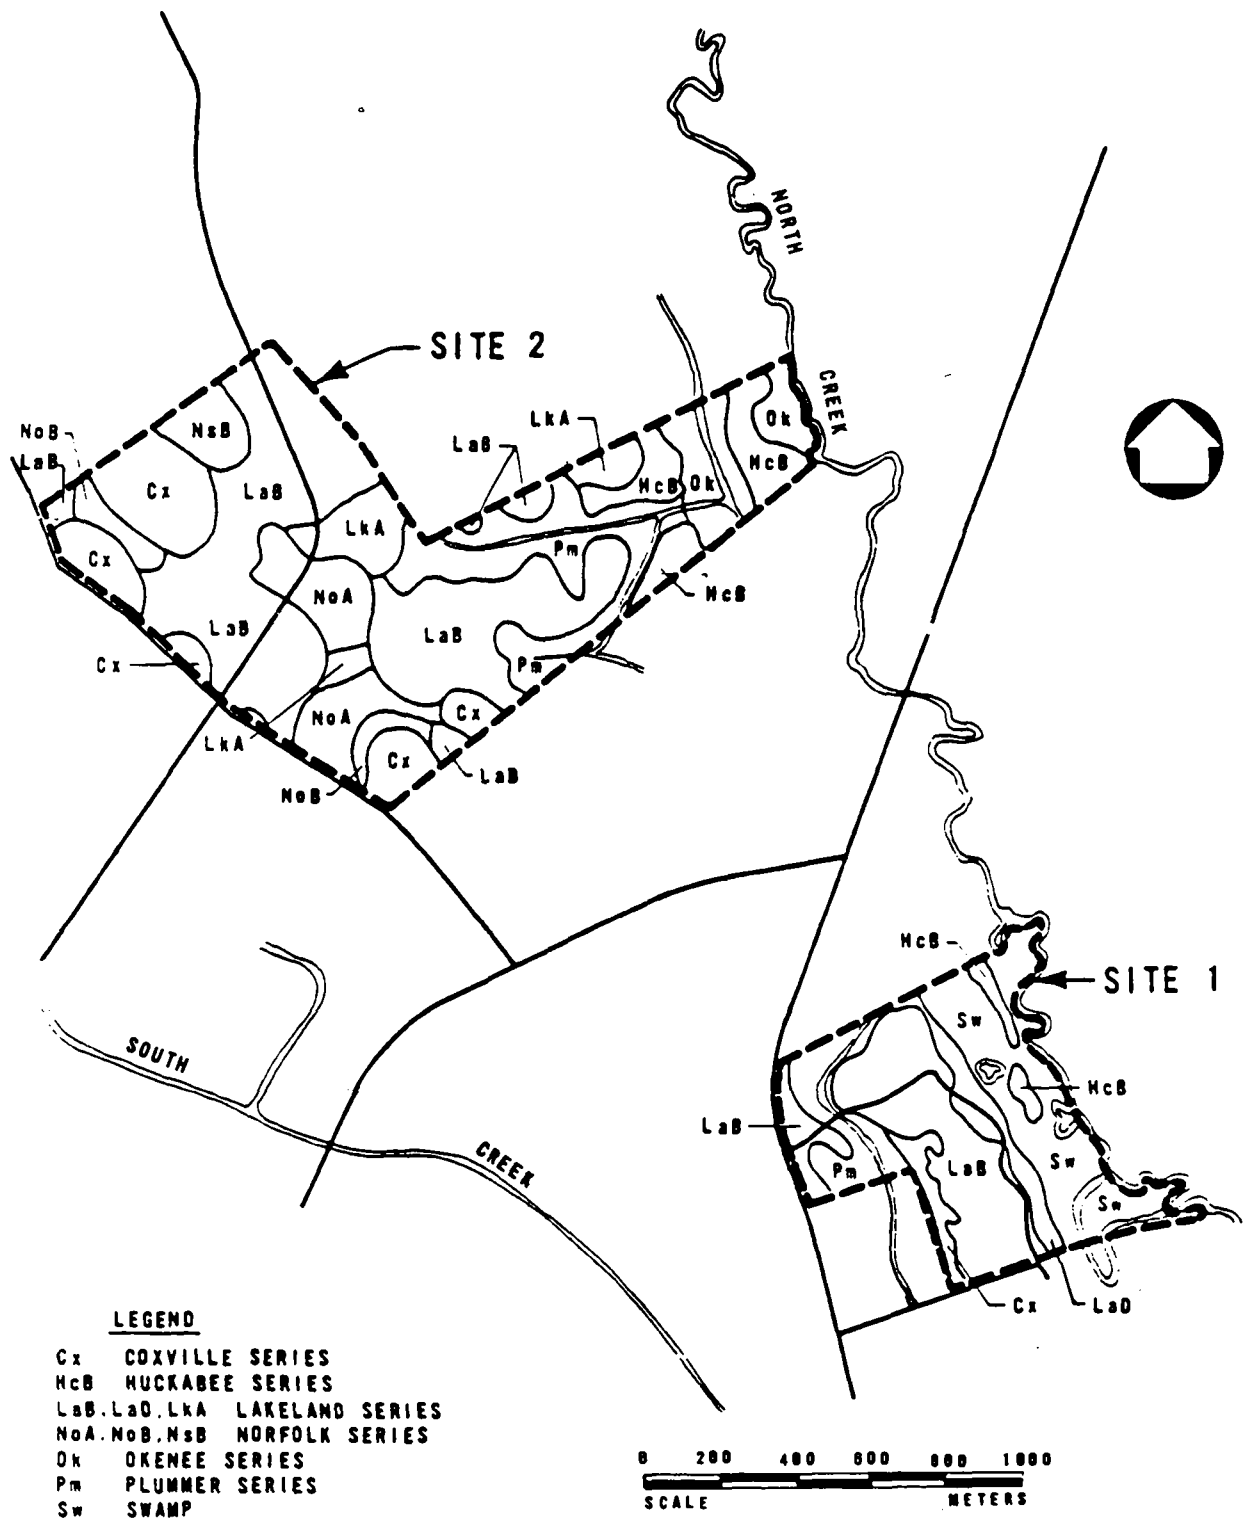 NORTH
CREEK
SITE 2
NoB
LaB
NsB
Cx
LaB
LkA
LaB
HcB
Ok
Ok
HcB
Cx
LkA
Pm
HcB
NoA
LaB
LaB
Cx
Pm
NoA
Cx
LkA
Cx
LaB
NoB
HcB
SITE 1
Sw
HcB
LaB
Pm
LaB
Sw
Sw
Cx
LaD
SOUTH
CREEK
LEGEND
Cx COXVILLE SERIES
HcB HUCKABEE SERIES
LaB.LaD.LkA LAKELAND SERIES
NoA.NoB.NsB NORFOLK SERIES
Ok OKENEE SERIES
Pm PLUMMER SERIES
Sw SWAMP
0 200 400 600 800 1000
SCALE METERS